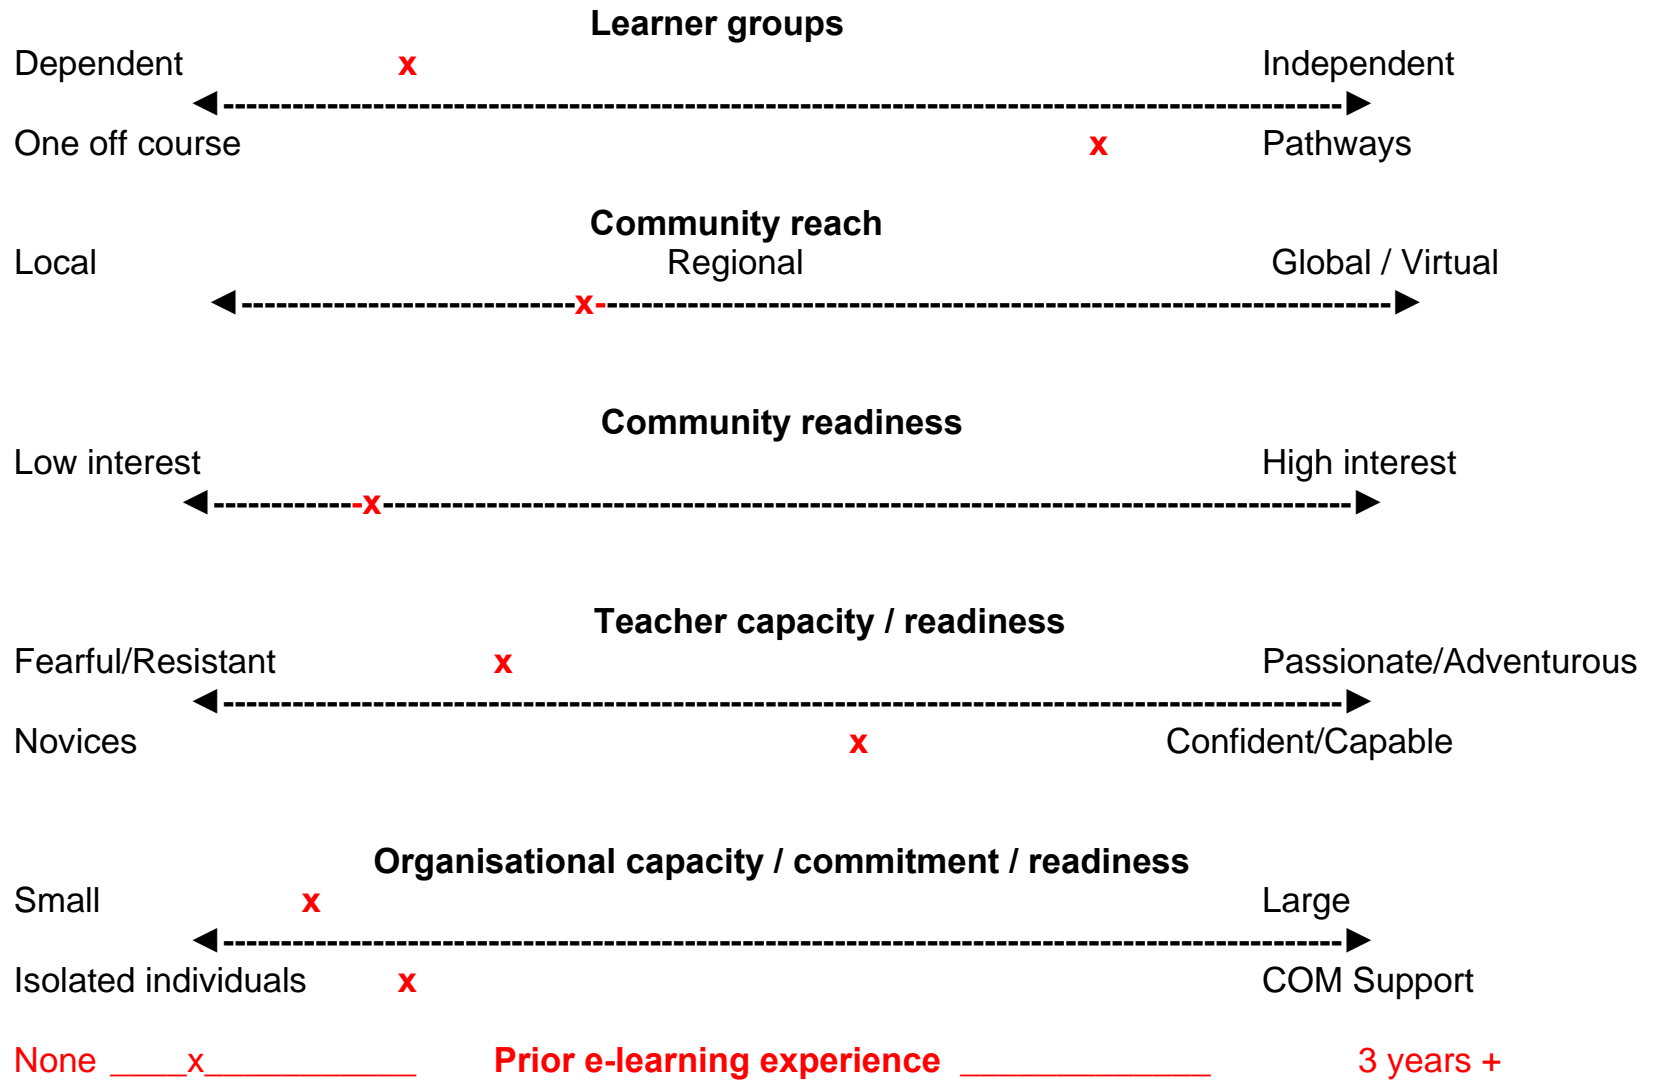 Learner groups
Dependent x Independent
◄--------------------------------------------------------------------------------------------------►
One off course x Pathways
Community reach
Local Regional Global / Virtual
◄-----------------------------x----------------------------------------------------------------------►
Community readiness
Low interest High interest
◄-------------x-------------------------------------------------------------------------------------►
Teacher capacity / readiness
Fearful/Resistant x Passionate/Adventurous
◄--------------------------------------------------------------------------------------------------►
Novices x Confident/Capable
Organisational capacity / commitment / readiness
Small x Large
◄--------------------------------------------------------------------------------------------------►
Isolated individuals x COM Support
None ____x___________ Prior e-learning experience _____________ 3 years +